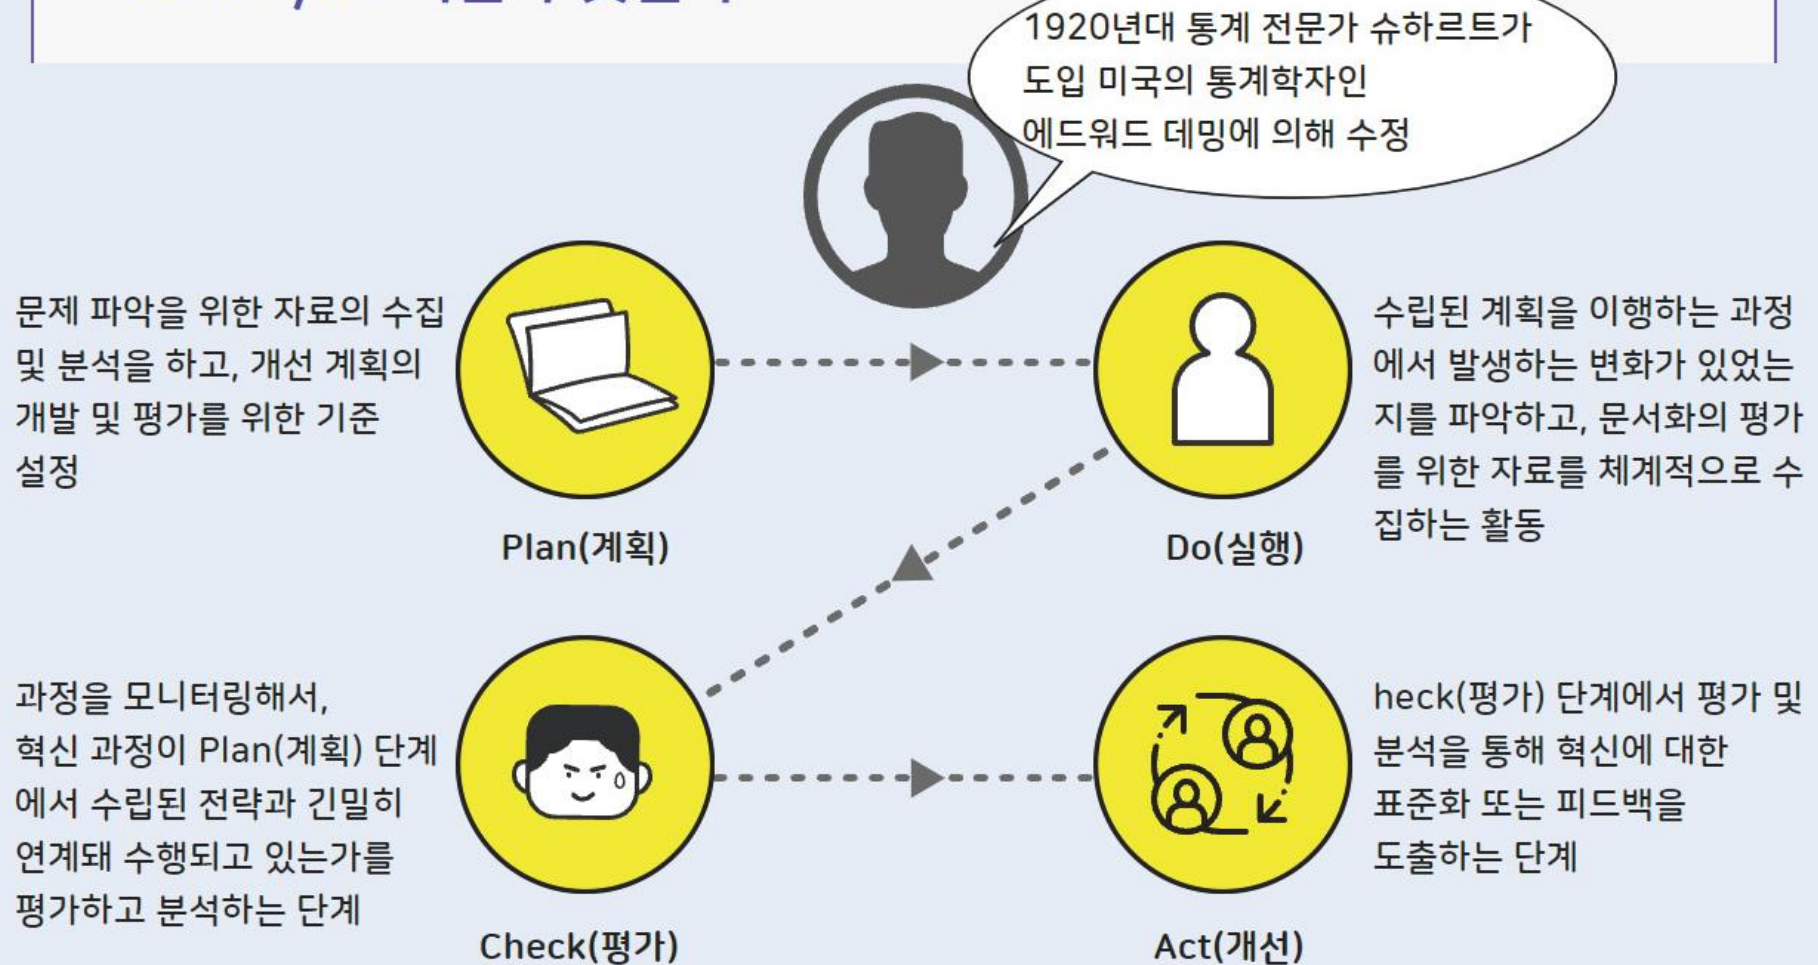 1920년대 통계 전문가 슈하르트가
도입 미국의 통계학자인
에드워드 데밍에 의해 수정
문제 파악을 위한 자료의 수집
및 분석을 하고, 개선 계획의
개발 및 평가를 위한 기준
설정
Plan(계획)
수립된 계획을 이행하는 과정
에서 발생하는 변화가 있었는
지를 파악하고, 문서화의 평가
를 위한 자료를 체계적으로 수
집하는 활동
Do(실행)
과정을 모니터링해서,
혁신 과정이 Plan(계획) 단계
에서 수립된 전략과 긴밀히
연계돼 수행되고 있는가를
평가하고 분석하는 단계
Check(평가)
heck(평가) 단계에서 평가 및
분석을 통해 혁신에 대한
표준화 또는 피드백을
도출하는 단계
Act(개선)